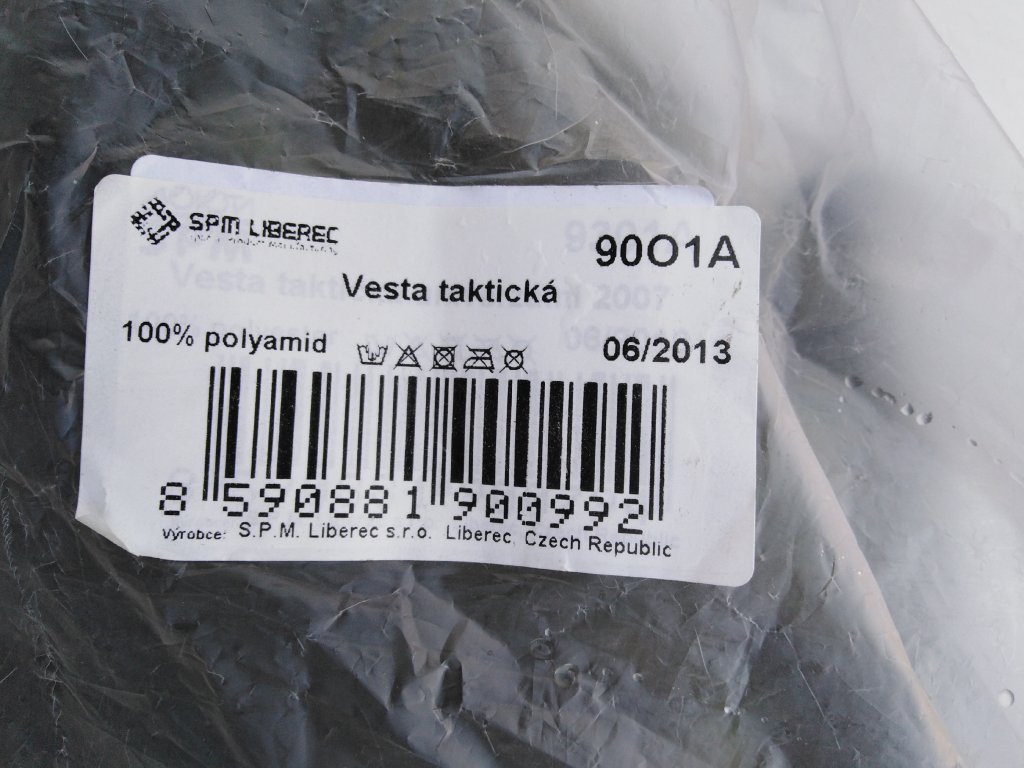 SPM LIBEREC
90O1A
Vesta taktická
100% polyamid
06/2013
8 590881 900992
Výrobce: S.P.M. Liberec s.r.o. Liberec, Czech Republic